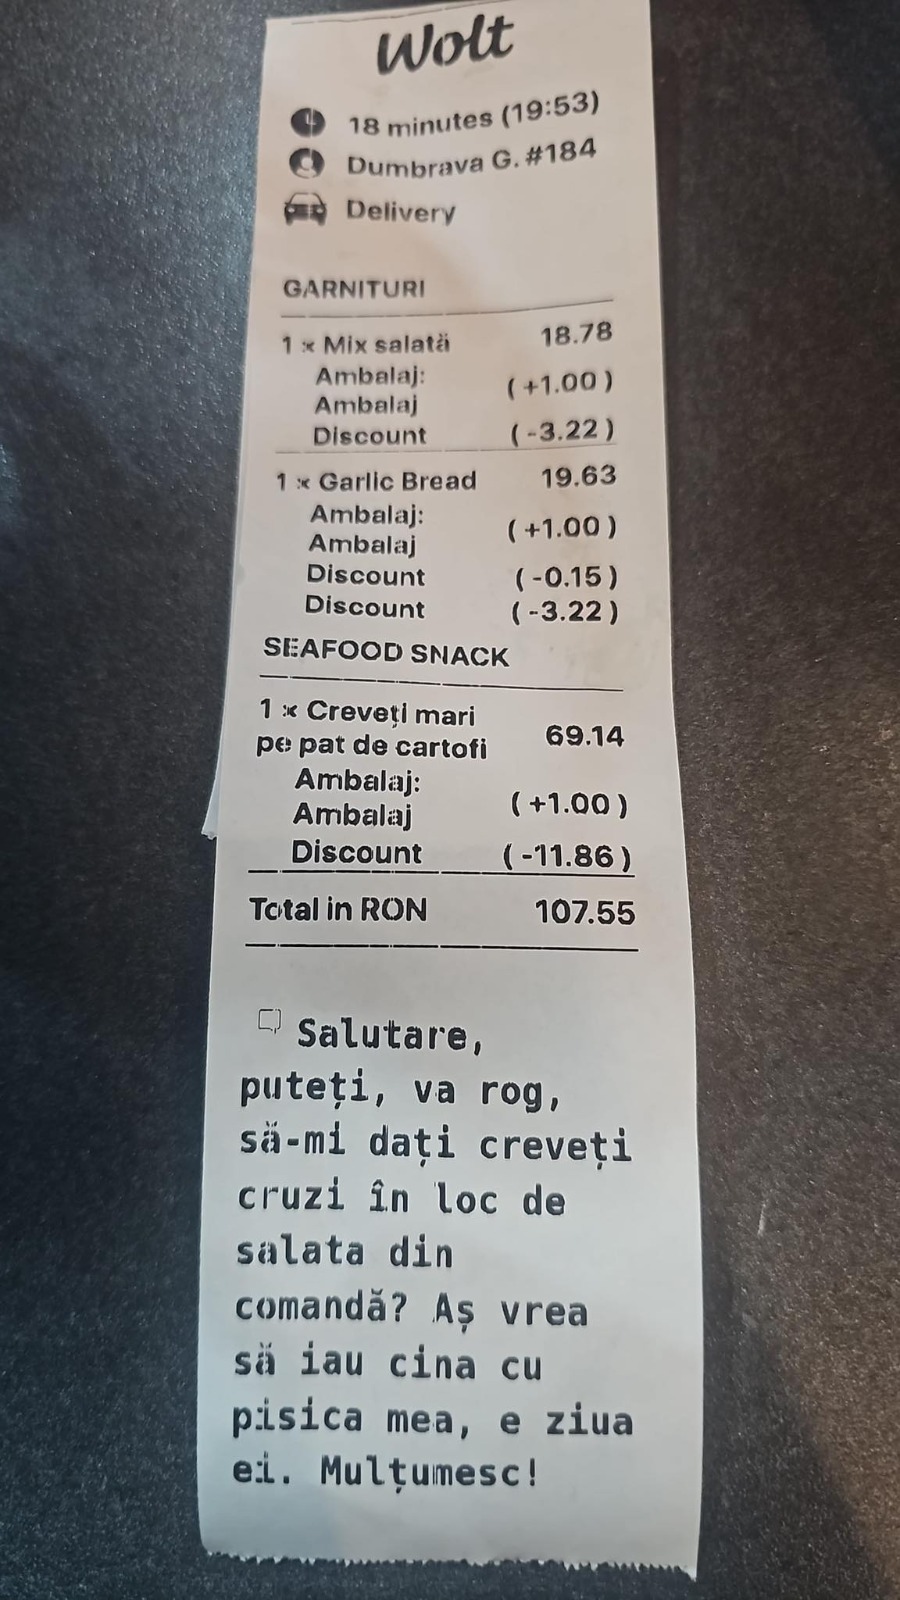 Wolt
18 minutes (19:53)
Dumbrava G. #184
Delivery
GARNITURI
1 x Mix salată 18.78
Ambalaj:
Ambalaj (+1.00)
Discount (-3.22)
1 x Garlic Bread 19.63
Ambalaj:
Ambalaj (+1.00)
Discount (-0.15)
Discount (-3.22)
SEAFOOD SNACK
1 x Creveți mari
pe pat de cartofi 69.14
Ambalaj:
Ambalaj (+1.00)
Discount (-11.86)
Total in RON 107.55
Salutare,
puteți, va rog,
să-mi dați creveți
cruzi în loc de
salata din
comandă? Aș vrea
să iau cina cu
pisica mea, e ziua
ei. Mulțumesc!